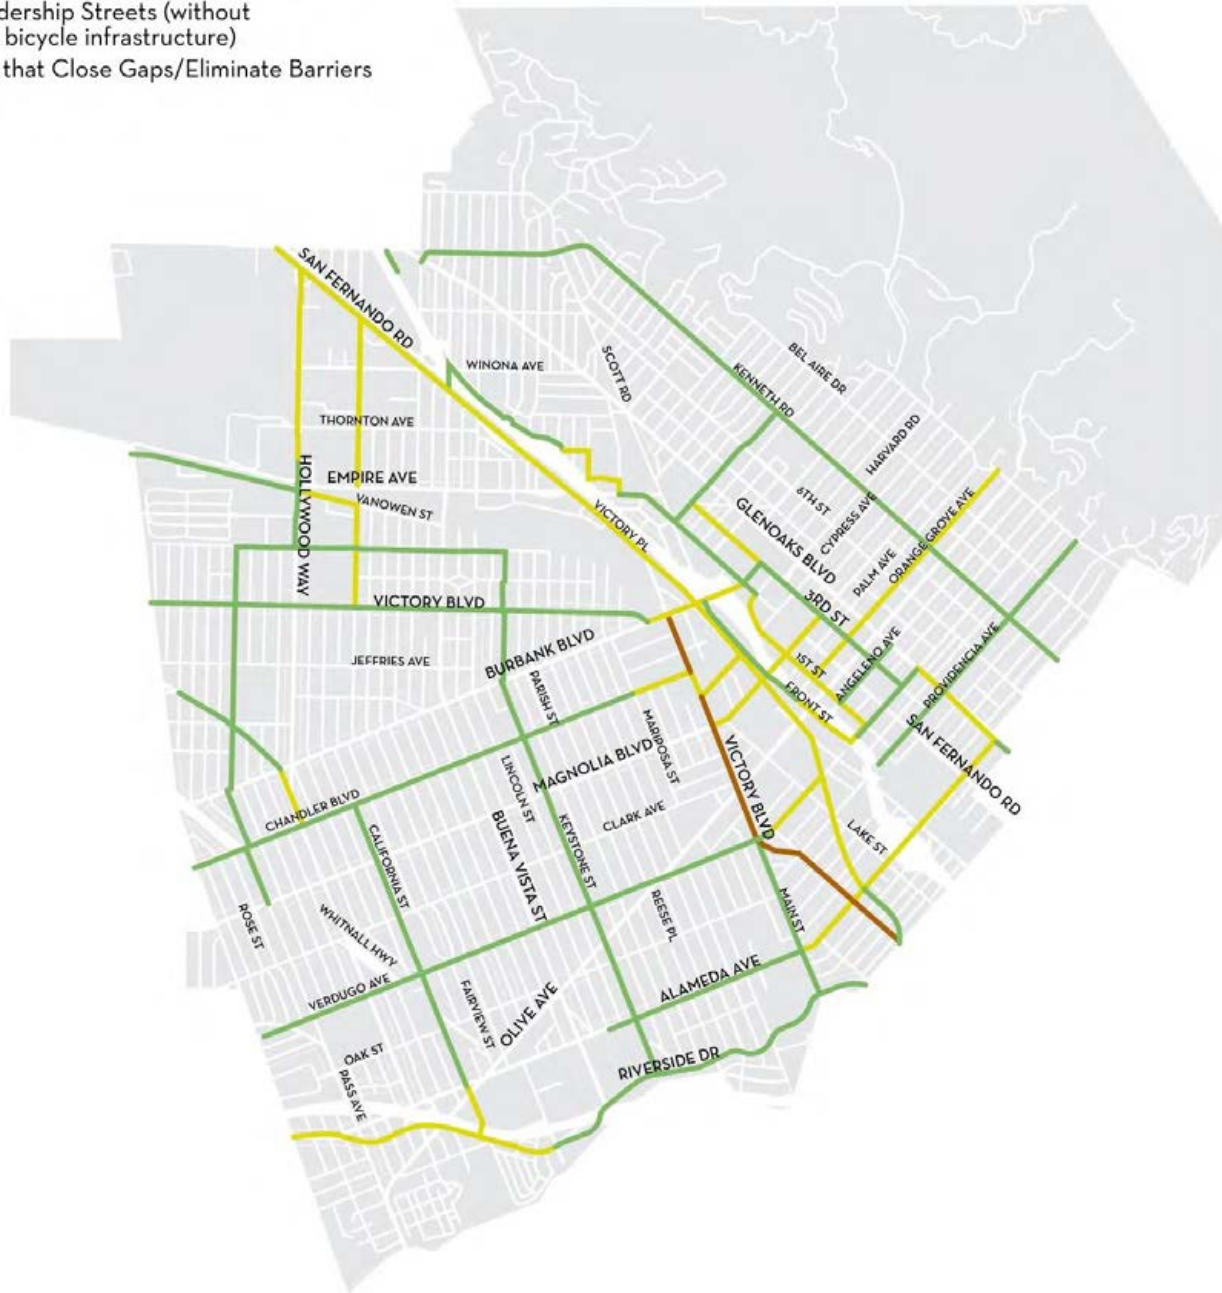 dership Streets (without
bicycle infrastructure)
that Close Gaps/Eliminate Barriers
SAN FERNANDO RD
WINONA AVE
SCOTT RD
BEL AIRE DR
KENNETH RD
HARVARD RD
THORNTON AVE
HOLLYWOOD WAY
EMPIRE AVE
VANOWEN ST
VICTORY PL
6TH ST
CYPRESS AVE
GLENOAKS BLVD
PALM AVE
ORANGE GROVE AVE
3RD ST
VICTORY BLVD
JEFFRIES AVE
BURBANK BLVD
PARISH ST
1ST ST
ANGELENO AVE
PROVIDENCIA AVE
FRONT ST
SAN FERNANDO RD
MARIPOSA ST
MAGNOLIA BLVD
VICTORY BLVD
LINCOLN ST
CHANDLER BLVD
CLARK AVE
LAKE ST
CALIFORNIA ST
BUENA VISTA ST
KEYSTONE ST
ROSE ST
WHITNALL HWY
REESE PL
MAIN ST
VERDUGO AVE
FAIRVIEW ST
OLIVE AVE
ALAMEDA AVE
OAK ST
PASS AVE
RIVERSIDE DR